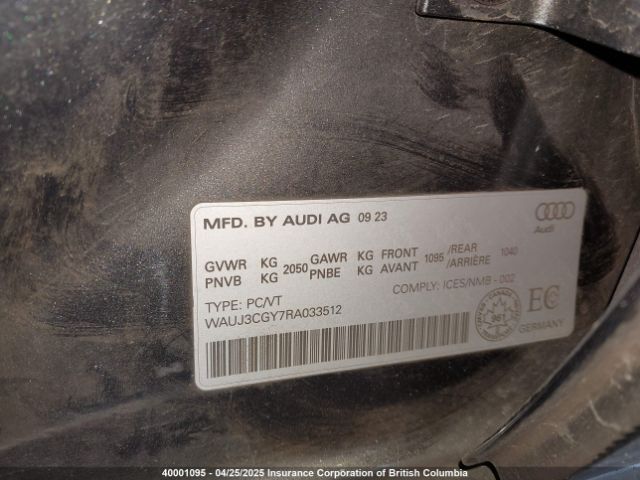 MFD. BY AUDI AG 09 23
Audi
GVWR KG 2050 GAWR KG FRONT 1095 /REAR 1040
PNVB KG PNBE KG AVANT /ARRIÈRE
COMPLY: ICES/NMB - 002
TYPE: PC/VT
WAUJ3CGY7RA033512
961
EC
GERMANY
40001095 - 04/25/2025 Insurance Corporation of British Columbia